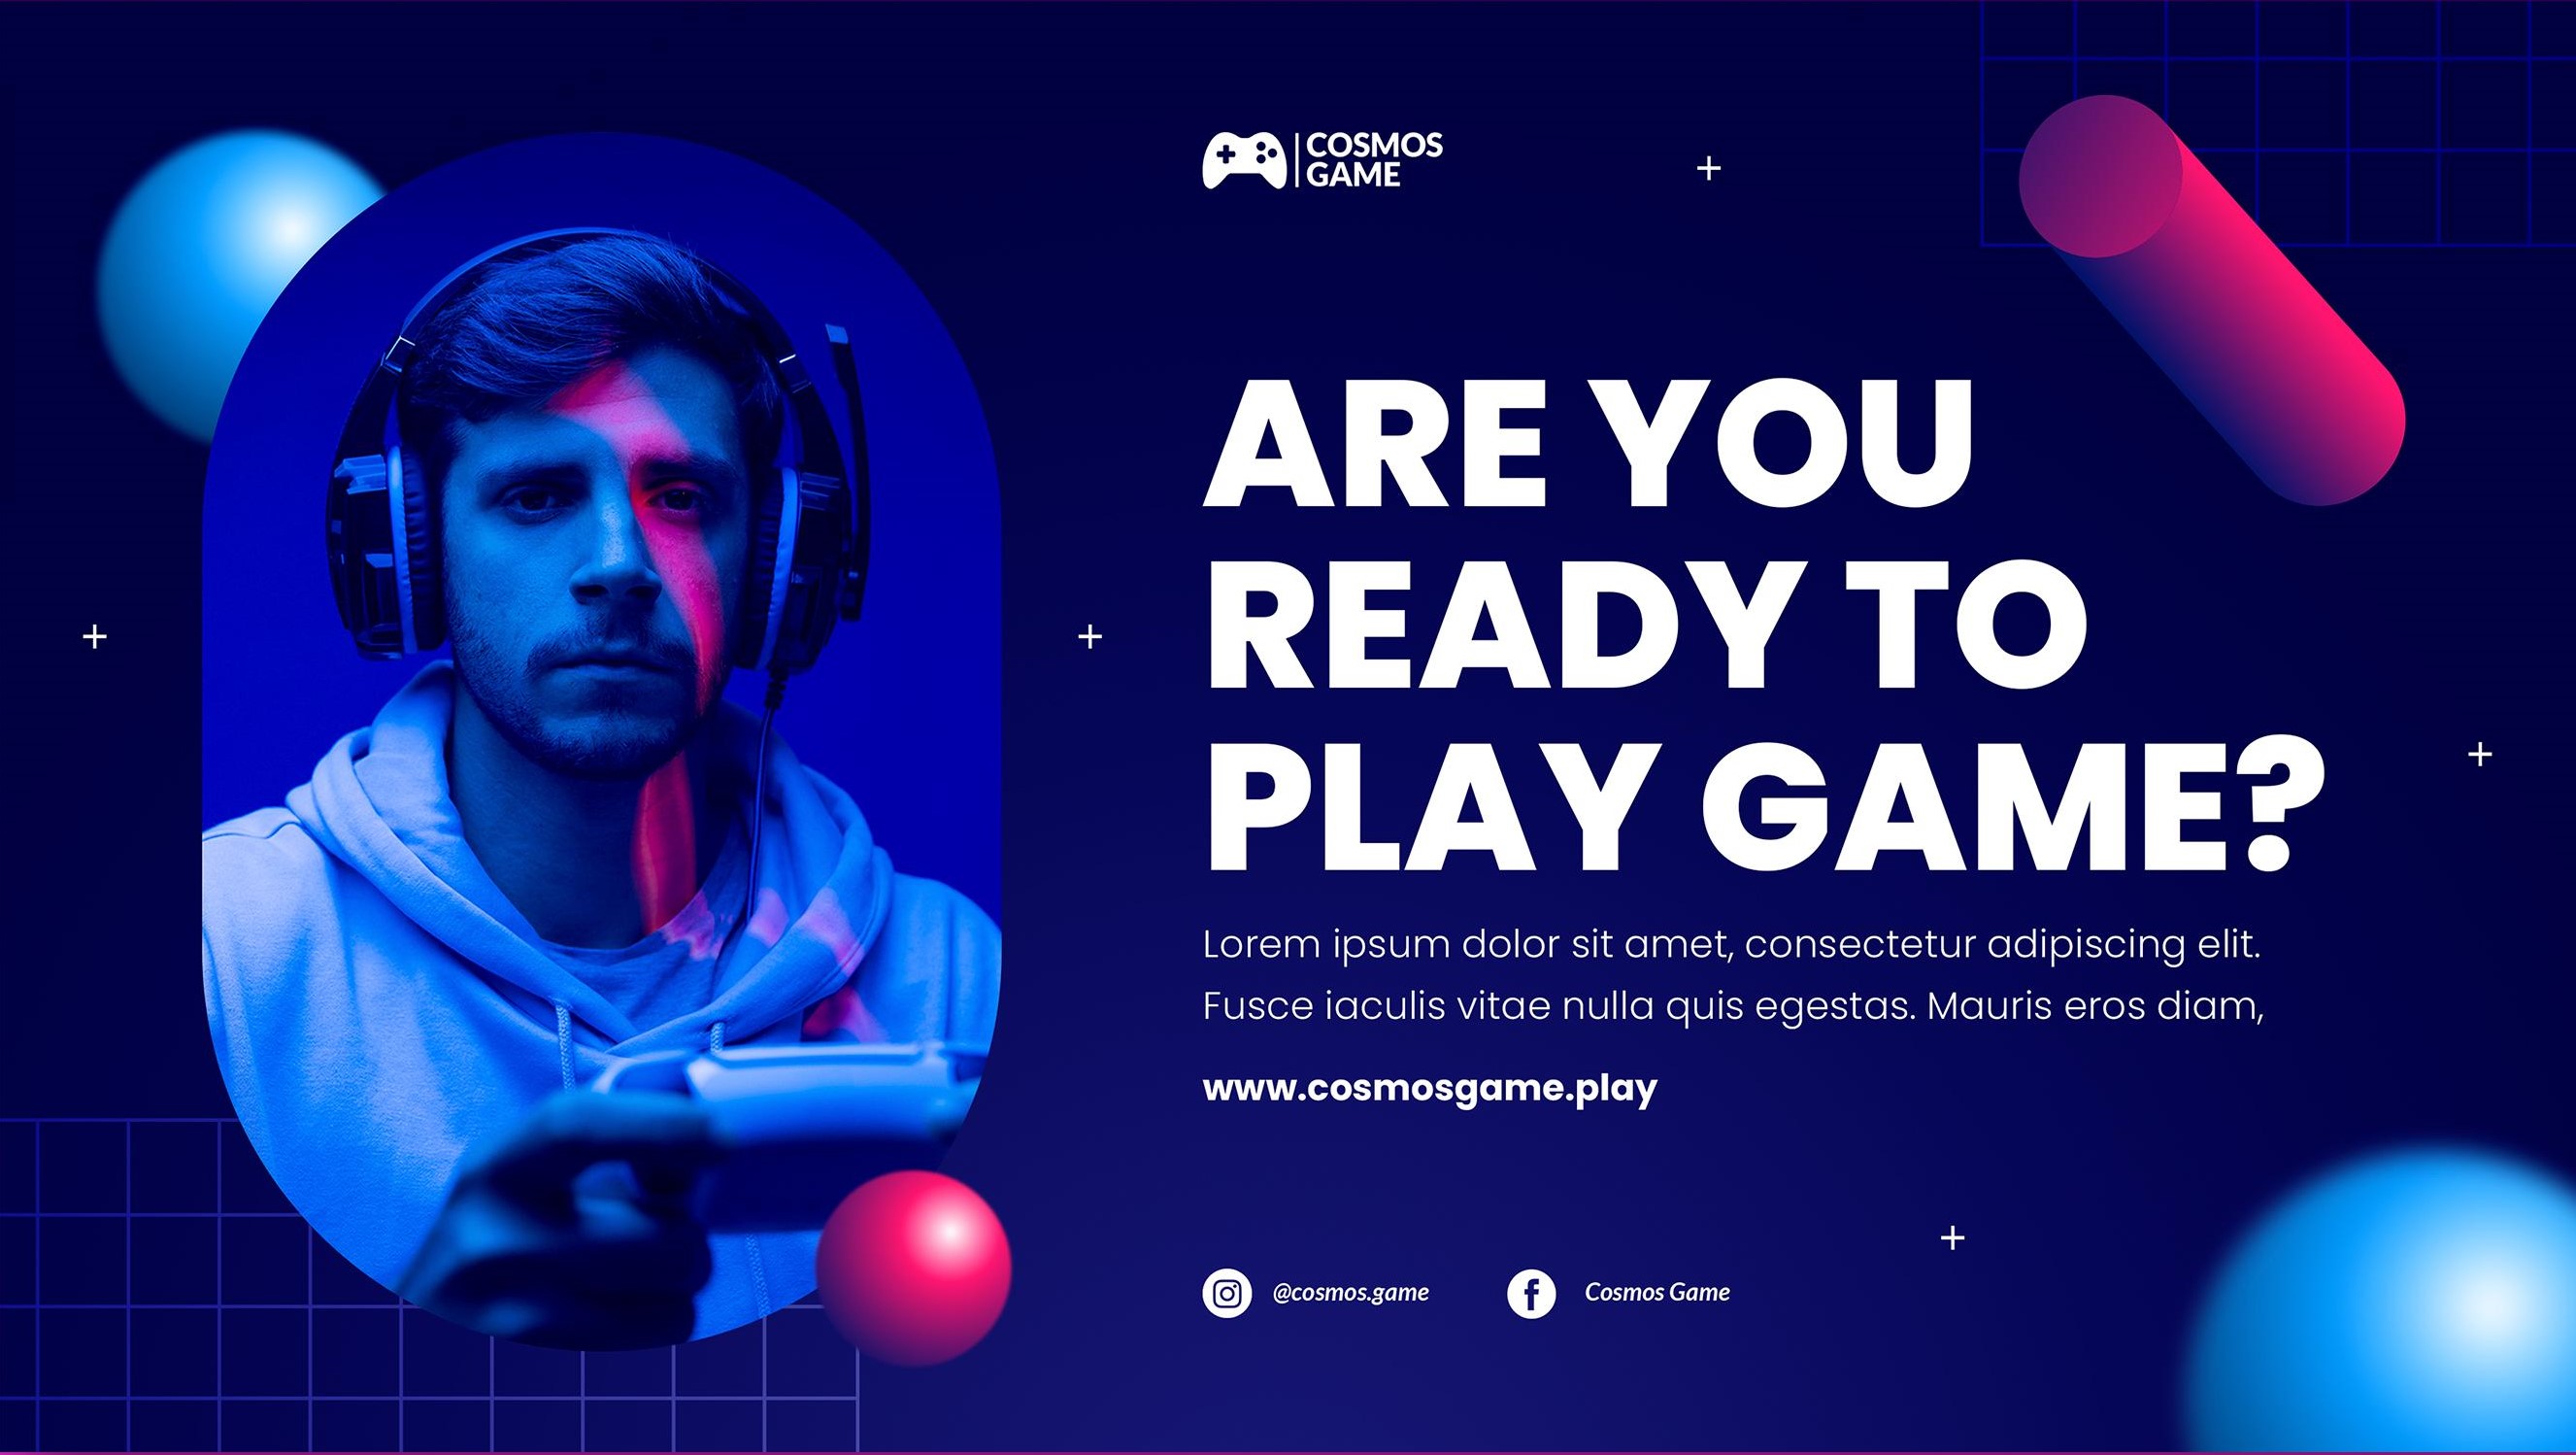 COSMOS
GAME
ARE YOU
READY TO
PLAY GAME?
Lorem ipsum dolor sit amet, consectetur adipiscing elit.
Fusce iaculis vitae nulla quis egestas. Mauris eros diam,
www.cosmosgame.play
@cosmos.game
Cosmos Game